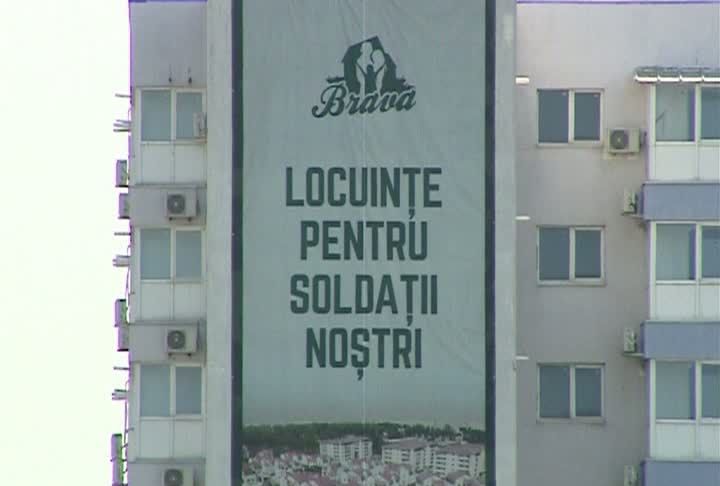 Brava
LOCUINȚE
PENTRU
SOLDAȚII
NOȘTRI